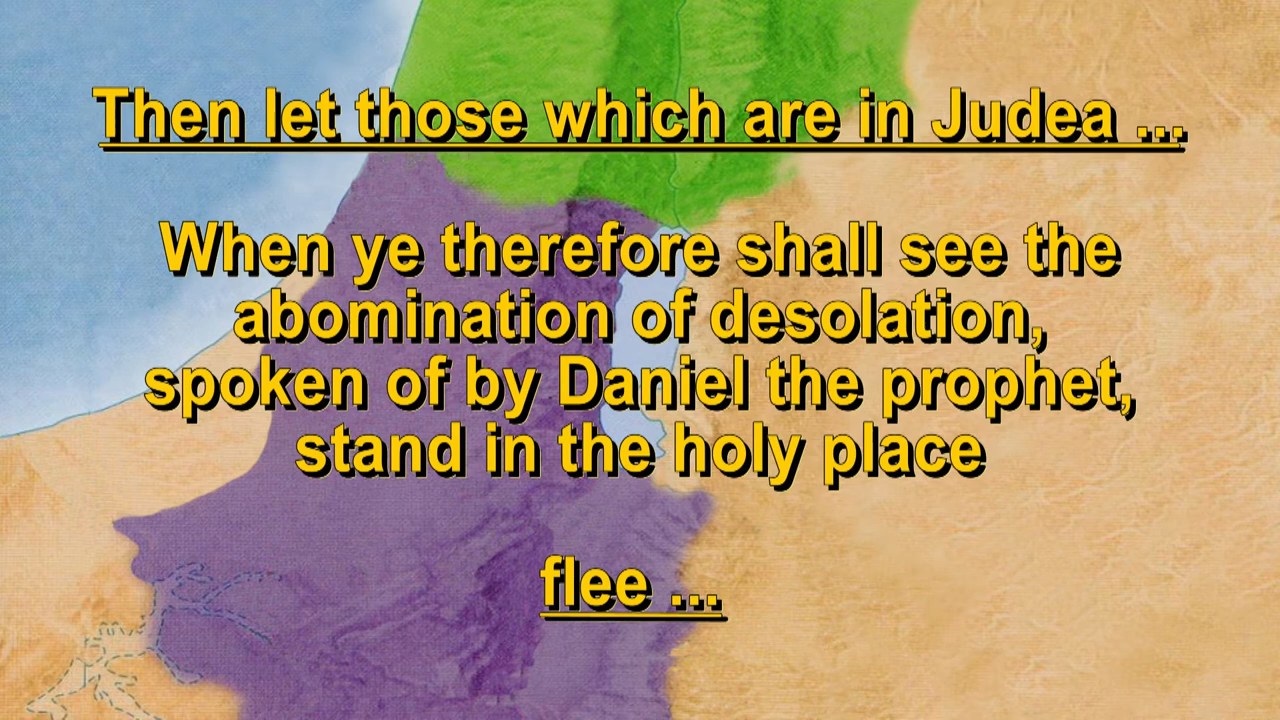 Then let those which are in Judea ...
When ye therefore shall see the
abomination of desolation,
spoken of by Daniel the prophet,
stand in the holy place
flee ...